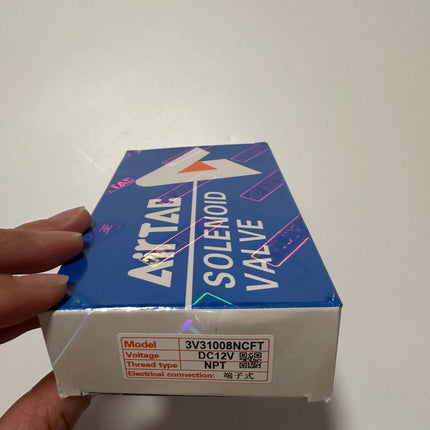 AirTAC
SOLENOID
VALVE
Model 3V31008NCFT
Voltage DC12V
Thread type NPT
Electrical connection: 端子式